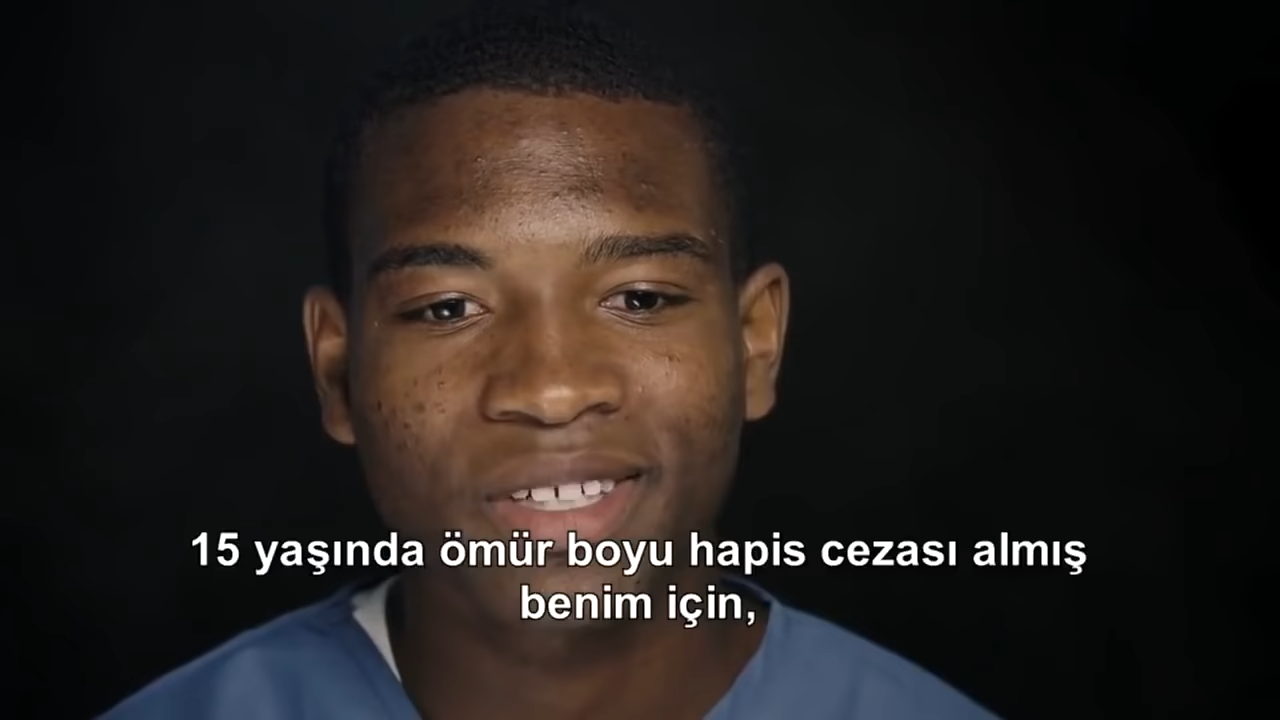 15 yaşında ömür boyu hapis cezası almış
benim için,